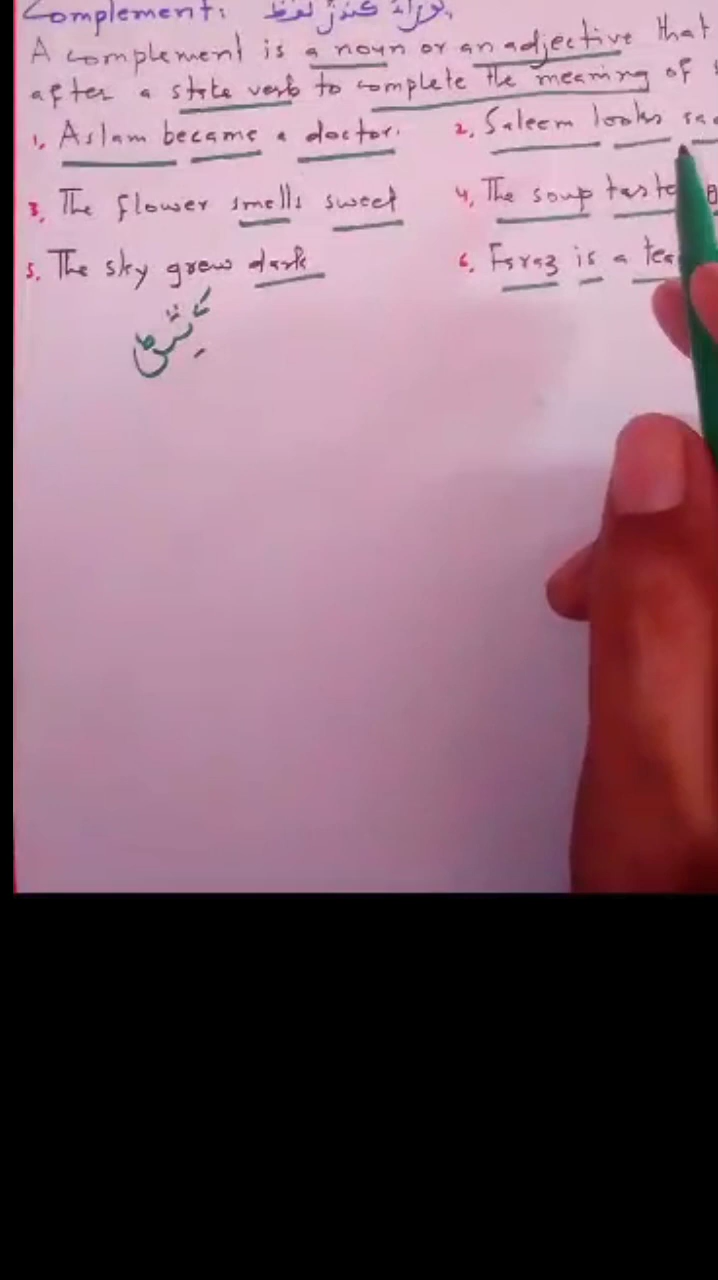 Complement:
A complement is a noun or an adjective that
after a state verb to complete the meaning of
1, Aslam became a doctor. 2, Saleem looks
3, The flower smells sweet 4, The soup
5, The sky grew dark 6, Faraz is a